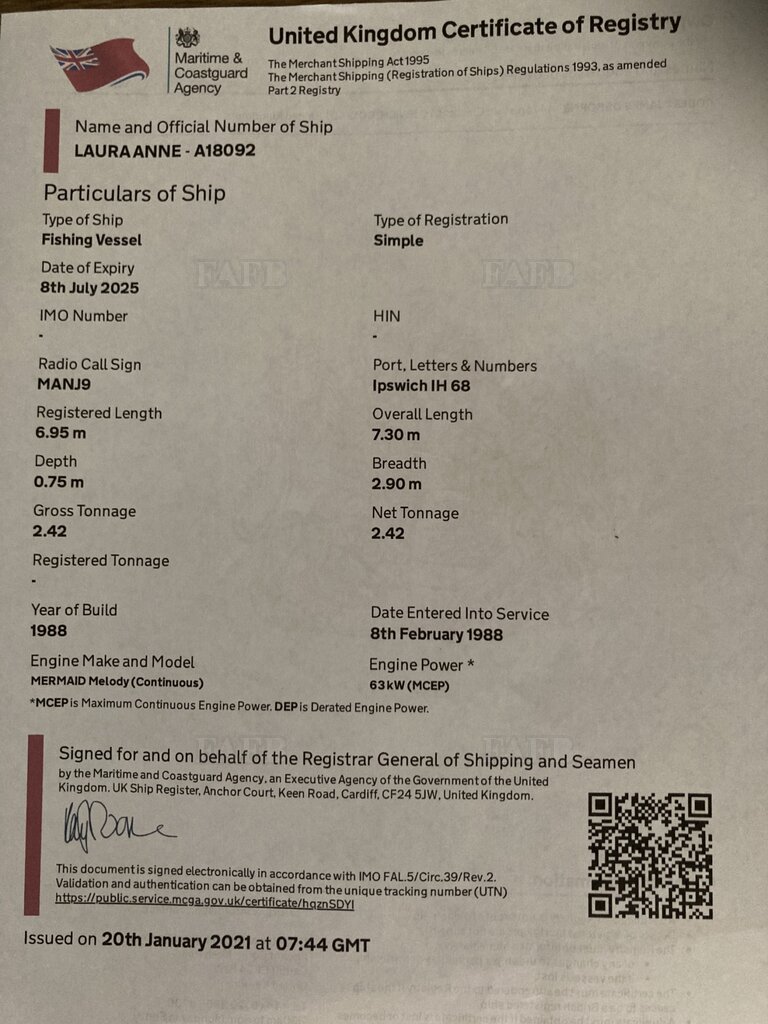 United Kingdom Certificate of Registry
Maritime &
Coastguard
Agency
The Merchant Shipping Act 1995
The Merchant Shipping (Registration of Ships) Regulations 1993, as amended
Part 2 Registry
Name and Official Number of Ship
LAURA ANNE - A18092
Particulars of Ship
Type of Ship
Fishing Vessel
Type of Registration
Simple
Date of Expiry
8th July 2025
FAFB
FAFB
IMO Number
-
HIN
-
Radio Call Sign
MANJ9
Port, Letters & Numbers
Ipswich IH 68
Registered Length
6.95 m
Overall Length
7.30 m
Depth
0.75 m
Breadth
2.90 m
Gross Tonnage
2.42
Net Tonnage
2.42
Registered Tonnage
-
Year of Build
1988
Date Entered Into Service
8th February 1988
Engine Make and Model
MERMAID Melody (Continuous)
Engine Power *
63 kW (MCEP)
*MCEP is Maximum Continuous Engine Power. DEP is Derated Engine Power.
FAFB
FAFB
Signed for and on behalf of the Registrar General of Shipping and Seamen
by the Maritime and Coastguard Agency, an Executive Agency of the Government of the United
Kingdom. UK Ship Register, Anchor Court, Keen Road, Cardiff, CF24 5JW, United Kingdom.
This document is signed electronically in accordance with IMO FAL.5/Circ.39/Rev.2.
Validation and authentication can be obtained from the unique tracking number (UTN)
https://public.service.mcga.gov.uk/certificate/hqznSDYl
Issued on 20th January 2021 at 07:44 GMT